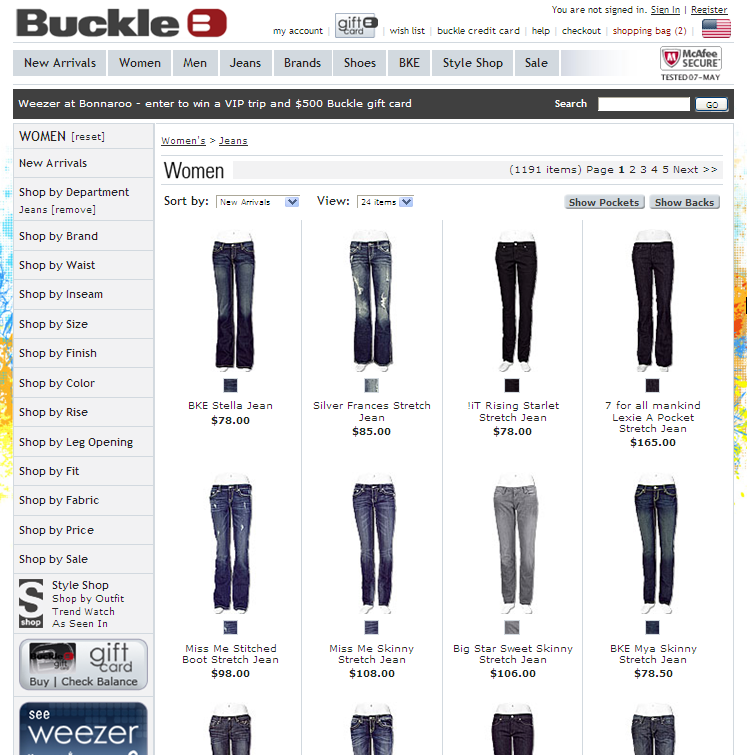 Buckle B
You are not signed in. Sign In | Register
my account | gift card | wish list | buckle credit card | help | checkout | shopping bag (2) |
New Arrivals Women Men Jeans Brands Shoes BKE Style Shop Sale
McAfee SECURE
TESTED 07-MAY
Weezer at Bonnaroo - enter to win a VIP trip and $500 Buckle gift card Search GO
WOMEN [reset]
New Arrivals
Shop by Department
Jeans [remove]
Shop by Brand
Shop by Waist
Shop by Inseam
Shop by Size
Shop by Finish
Shop by Color
Shop by Rise
Shop by Leg Opening
Shop by Fit
Shop by Fabric
Shop by Price
Shop by Sale
S shop
Style Shop
Shop by Outfit
Trend Watch
As Seen In
Buckle B gift
gift card
Buy | Check Balance
see
weezer
Women's > Jeans
Women (1191 items) Page 1 2 3 4 5 Next >>
Sort by: New Arrivals View: 24 items Show Pockets Show Backs
BKE Stella Jean
$78.00
Silver Frances Stretch
Jean
$85.00
!iT Rising Starlet
Stretch Jean
$78.00
7 for all mankind
Lexie A Pocket
Stretch Jean
$165.00
Miss Me Stitched
Boot Stretch Jean
$98.00
Miss Me Skinny
Stretch Jean
$108.00
Big Star Sweet Skinny
Stretch Jean
$106.00
BKE Mya Skinny
Stretch Jean
$78.50